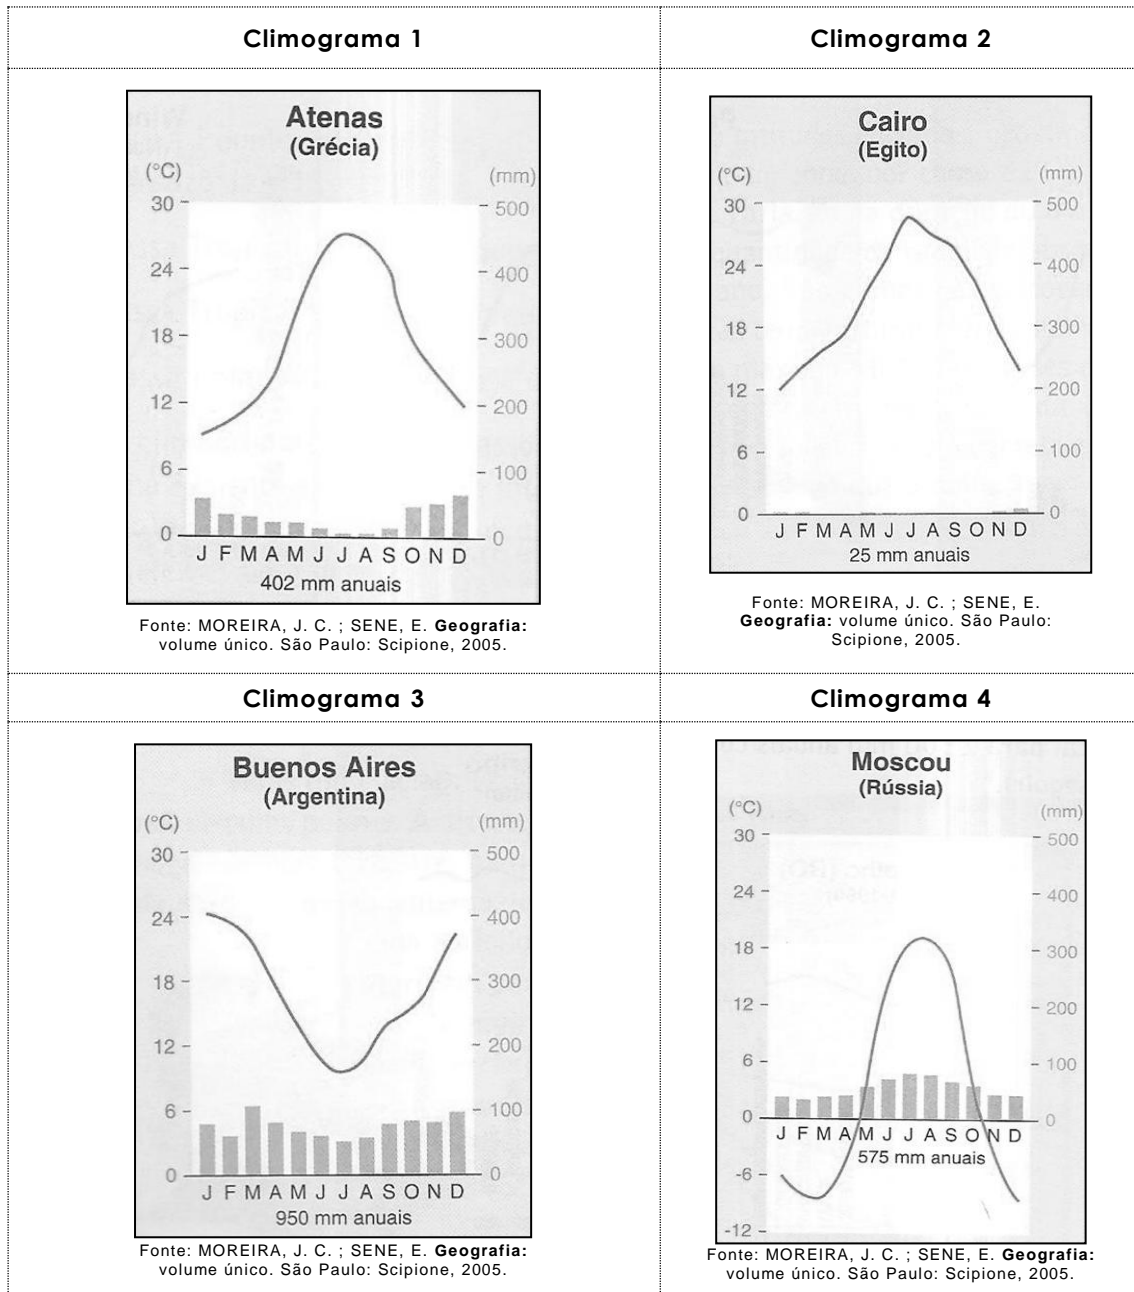 Climograma 1
Climograma 2
Atenas
(Grécia)
(°C)
(mm)
30
24
18
12
6
0
500
400
300
200
100
0
J F M A M J J A S O N D
402 mm anuais
Fonte: MOREIRA, J. C. ; SENE, E. Geografia:
volume único. São Paulo: Scipione, 2005.
Cairo
(Egito)
(°C)
(mm)
30
24
18
12
6
0
500
400
300
200
100
0
J F M A M J J A S O N D
25 mm anuais
Fonte: MOREIRA, J. C. ; SENE, E.
Geografia: volume único. São Paulo:
Scipione, 2005.
Climograma 3
Climograma 4
Buenos Aires
(Argentina)
(°C)
(mm)
30
24
18
12
6
0
500
400
300
200
100
0
J F M A M J J A S O N D
950 mm anuais
Fonte: MOREIRA, J. C. ; SENE, E. Geografia:
volume único. São Paulo: Scipione, 2005.
Moscou
(Rússia)
(°C)
(mm)
30
24
18
12
6
0
-6
-12
500
400
300
200
100
0
J F M A M J J A S O N D
575 mm anuais
Fonte: MOREIRA, J. C. ; SENE, E. Geografia:
volume único. São Paulo: Scipione, 2005.